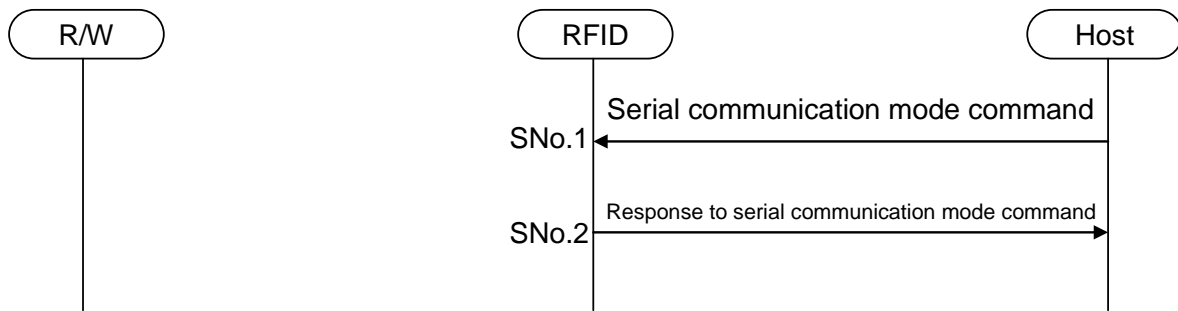 R/W
RFID
Host
Serial communication mode command
SNo.1
Response to serial communication mode command
SNo.2